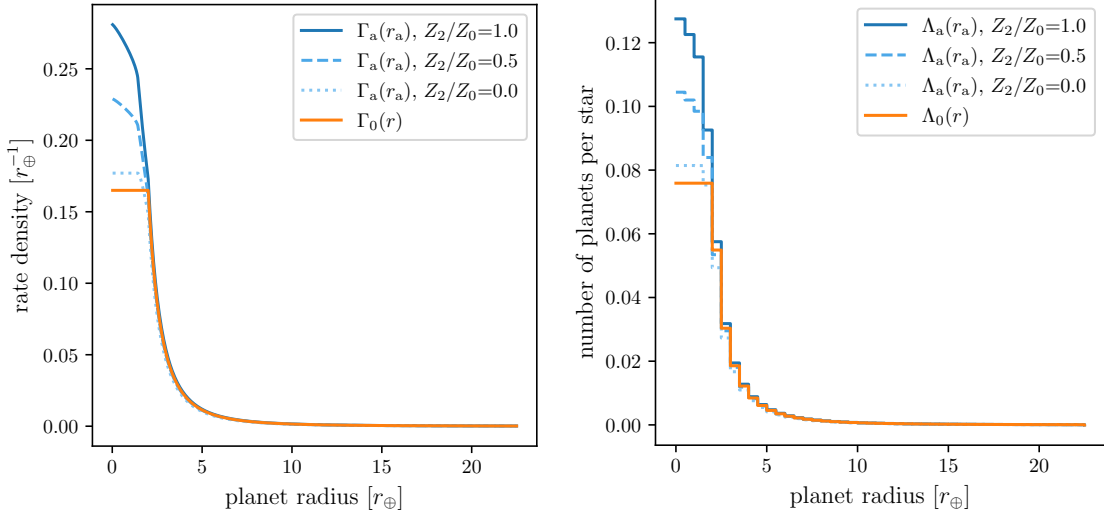 Γₐ(rₐ), Z₂/Z₀=1.0
Γₐ(rₐ), Z₂/Z₀=0.5
Γₐ(rₐ), Z₂/Z₀=0.0
Γ₀(r)
rate density [r⊕⁻¹]
0.25
0.20
0.15
0.10
0.05
0.00
0 5 10 15 20
planet radius [r⊕]
Λₐ(rₐ), Z₂/Z₀=1.0
Λₐ(rₐ), Z₂/Z₀=0.5
Λₐ(rₐ), Z₂/Z₀=0.0
Λ₀(r)
number of planets per star
0.12
0.10
0.08
0.06
0.04
0.02
0.00
0 5 10 15 20
planet radius [r⊕]